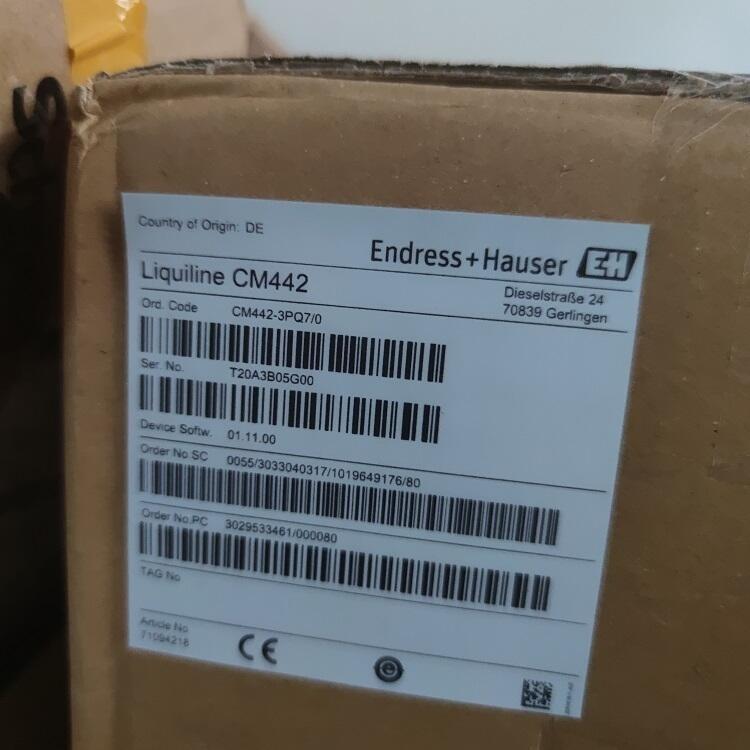 Country of Origin: DE
Endress+Hauser EH
Liquiline CM442
Dieselstraße 24
70839 Gerlingen
Ord. Code CM442-3PQ7/0
Ser. No. T20A3B05G00
Device Softw. 01.11.00
Order No.SC 0055/3033040317/1019649176/80
Order No.PC 3029533461/000080
TAG No
Article No
71094218
CE
e